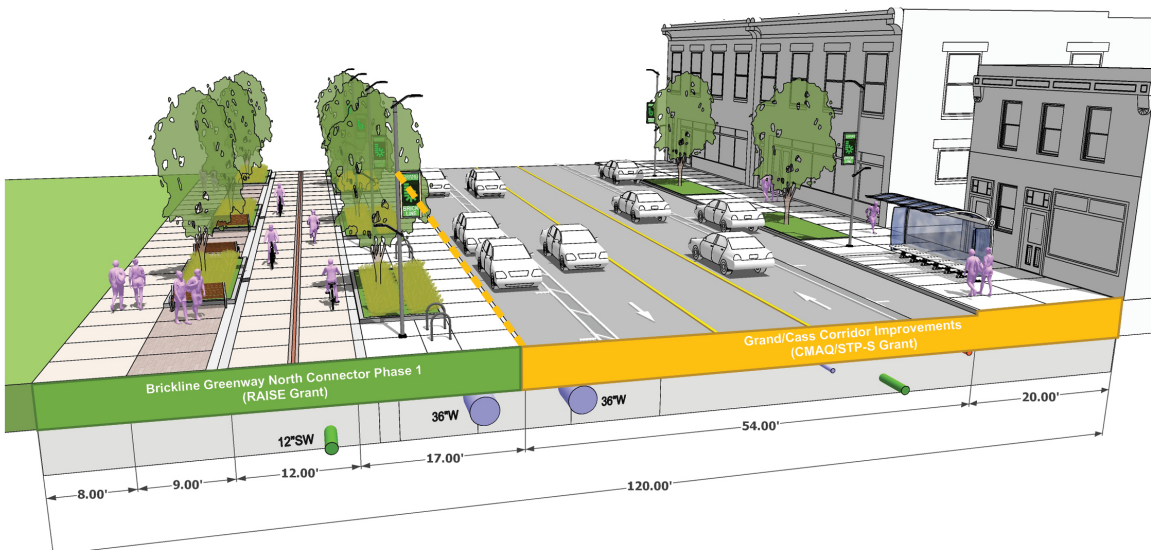 Brickline Greenway North Connector Phase 1
(RAISE Grant)
Grand/Cass Corridor Improvements
(CMAQ/STP-S Grant)
12"SW
36"W
36"W
8.00'
9.00'
12.00'
17.00'
54.00'
20.00'
120.00'